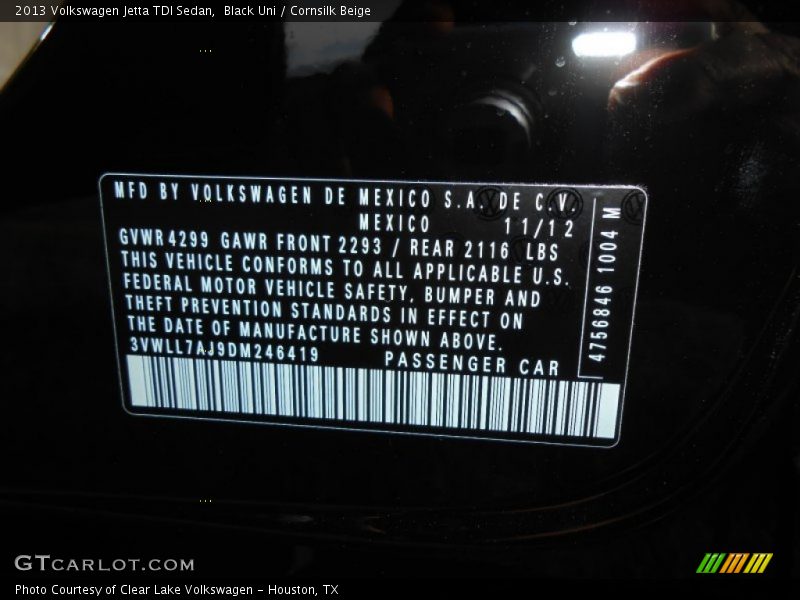 2013 Volkswagen Jetta TDI Sedan,  Black Uni / Cornsilk Beige
MFD BY VOLKSWAGEN DE MEXICO S.A. DE C.V.
MEXICO 11/12
GVWR 4299 GAWR FRONT 2293 / REAR 2116 LBS
THIS VEHICLE CONFORMS TO ALL APPLICABLE U.S.
FEDERAL MOTOR VEHICLE SAFETY, BUMPER AND
THEFT PREVENTION STANDARDS IN EFFECT ON
THE DATE OF MANUFACTURE SHOWN ABOVE.
3VWLL7AJ9DM246419 PASSENGER CAR
4756846 1004 M
GTCARLOT.COM
Photo Courtesy of Clear Lake Volkswagen - Houston, TX